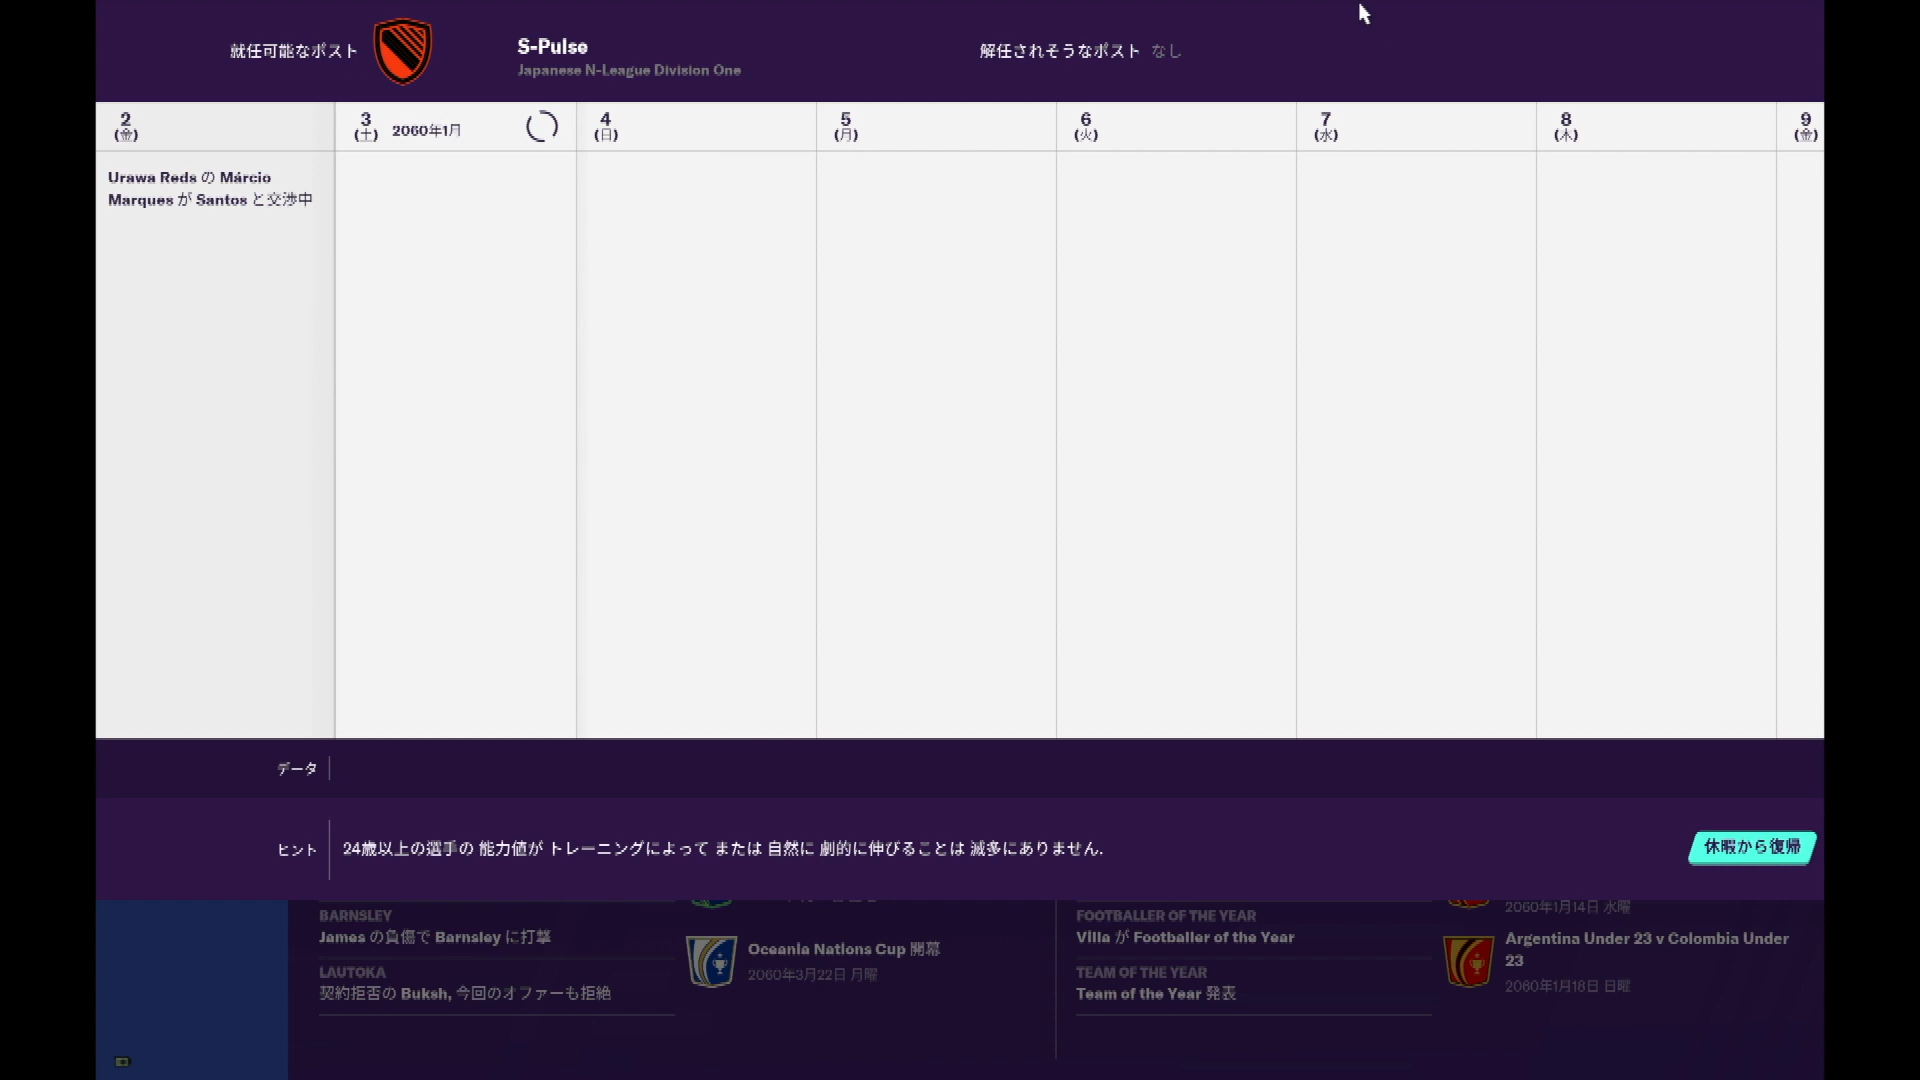 就任可能なポスト
S-Pulse
Japanese N-League Division One
解任されそうなポスト なし
2
(金)
3
(土) 2060年1月
4
(日)
5
(月)
6
(火)
7
(水)
8
(木)
9
(金)
Urawa Reds の Márcio
Marques が Santos と交渉中
データ
ヒント
24歳以上の選手の 能力値が トレーニングによって または 自然に 劇的に伸びることは 滅多にありません.
休暇から復帰
BARNSLEY
James の負傷で Barnsley に打撃
LAUTOKA
契約拒否の Buksh, 今回のオファーも拒絶
Oceania Nations Cup 開幕
2060年3月22日 月曜
FOOTBALLER OF THE YEAR
Villa が Footballer of the Year
TEAM OF THE YEAR
Team of the Year 発表
2060年1月14日 水曜
Argentina Under 23 v Colombia Under
23
2060年1月18日 日曜